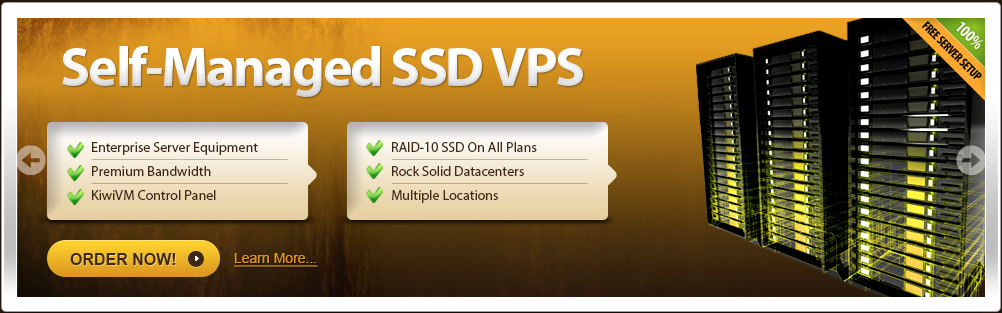 Self-Managed SSD VPS
100%
FREE SERVER SETUP
Enterprise Server Equipment
Premium Bandwidth
KiwiVM Control Panel
RAID-10 SSD On All Plans
Rock Solid Datacenters
Multiple Locations
ORDER NOW!
Learn More...